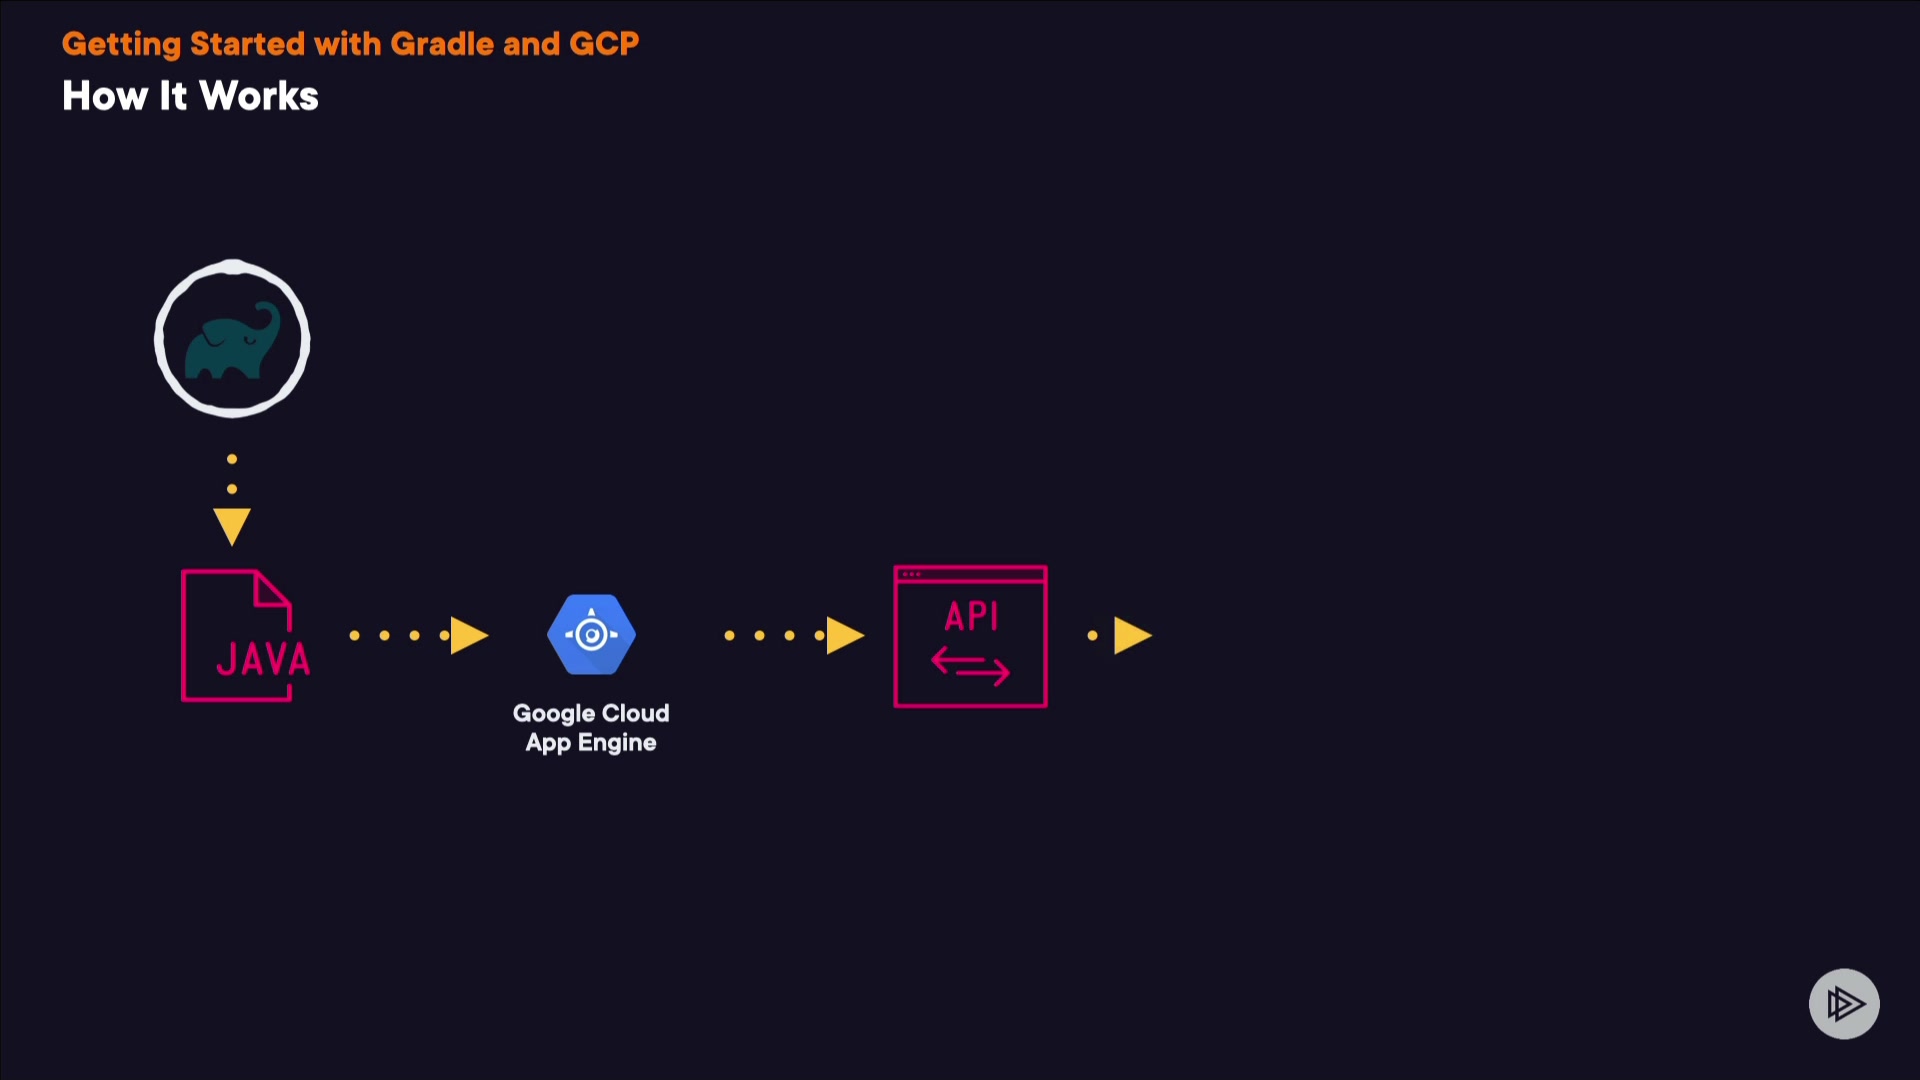 Getting Started with Gradle and GCP
How It Works
JAVA
API
Google Cloud
App Engine